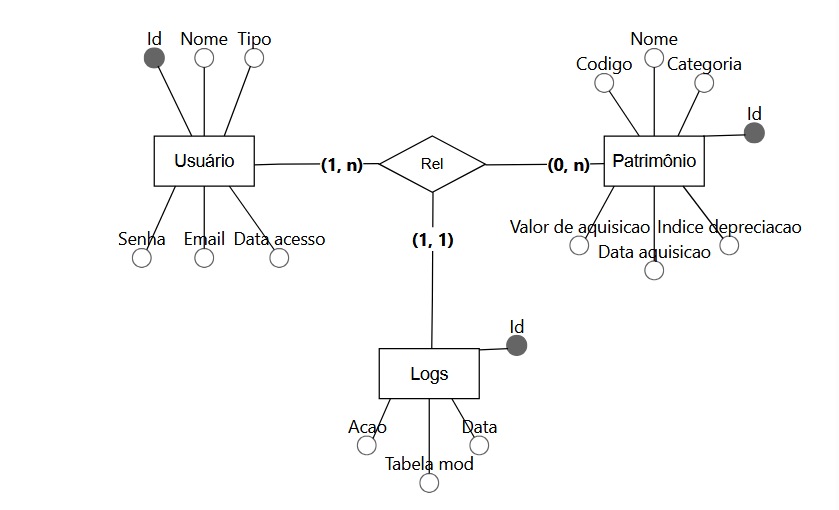 Id Nome Tipo
Nome
Codigo Categoria
Id
Usuário
(1, n)
Rel
(0, n)
Patrimônio
Senha Email Data acesso
(1, 1)
Valor de aquisicao Indice depreciacao
Data aquisicao
Id
Logs
Acao Data
Tabela mod